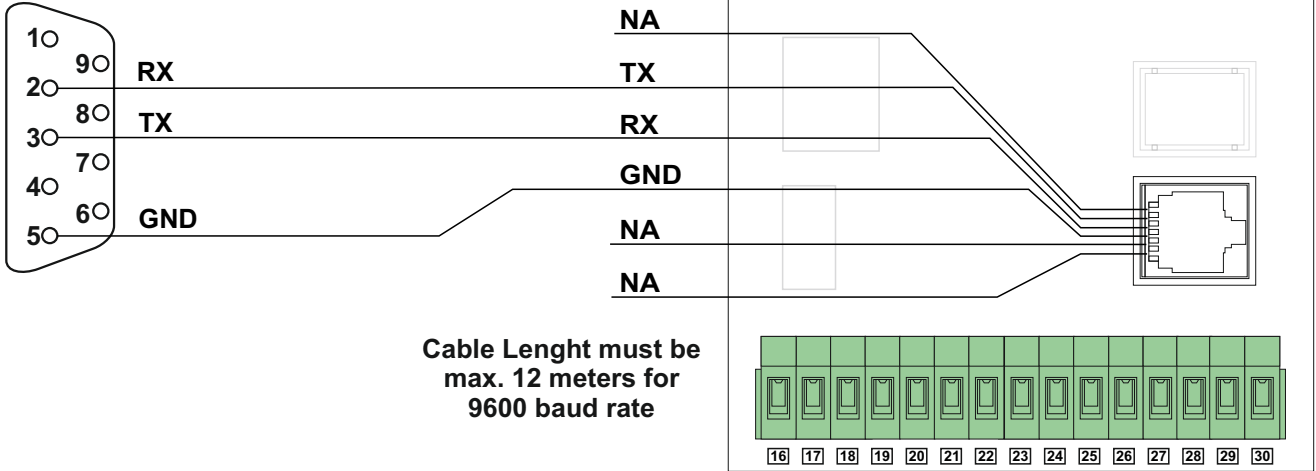 1
9
2
8
3
7
4
6
5
RX
TX
GND
NA
TX
RX
GND
NA
NA
Cable Lenght must be
max. 12 meters for
9600 baud rate
16 17 18 19 20 21 22 23 24 25 26 27 28 29 30